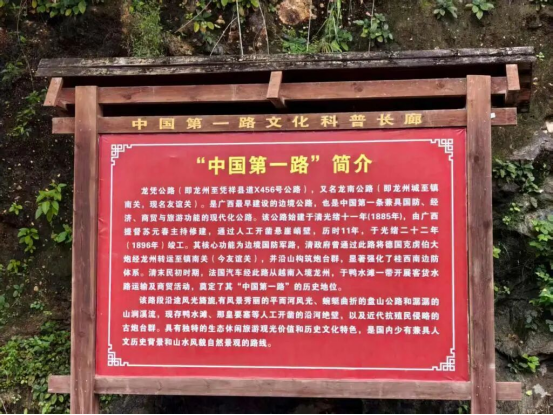 中国第一路文化科普长廊
“中国第一路”简介
龙凭公路（即龙州至凭祥县道X456号公路），又名龙南公路（即龙州城至镇
南关，现名友谊关）。是广西最早建设的边境公路，也是中国第一条兼具国防、经
济、商贸与旅游功能的现代化公路。该公路始建于清光绪十一年(1885年)，由广西
提督苏元春主持修建，通过人工开凿悬崖峭壁，历时11年，于光绪二十二年
（1896年）竣工。其核心功能为边境国防军路，清政府曾通过此路将德国克虏伯大
炮经龙州转运至镇南关（今友谊关），并沿山构筑炮台群，显著强化了桂西南边防
体系。清末民初时期，法国汽车经此路从越南入境龙州，于鸭水滩一带开展客货水
路运输及商贸活动，奠定了其“中国第一路”的历史地位。
该路段沿途风光旖旎,有风景秀丽的平而河风光、蜿蜒曲折的盘山公路和潺潺的
山涧溪流，现存鸭水滩、那皇要塞等人工开凿的沿河绝壁，以及近代抗殖民侵略的
古炮台群。具有独特的生态休闲旅游观光价值和历史文化特色，是国内少有兼具人
文历史背景和山水风貌自然景观的路线。